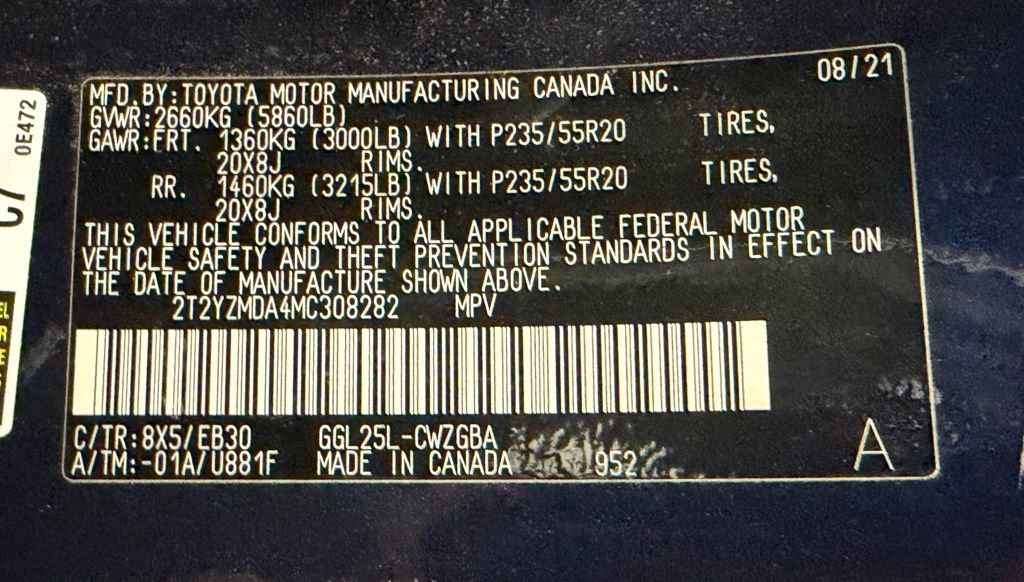 MFD.BY:TOYOTA MOTOR MANUFACTURING CANADA INC. 08/21
GVWR:2660KG (5860LB)
GAWR:FRT. 1360KG (3000LB) WITH P235/55R20 TIRES,
20X8J RIMS.
RR. 1460KG (3215LB) WITH P235/55R20 TIRES,
20X8J RIMS.
THIS VEHICLE CONFORMS TO ALL APPLICABLE FEDERAL MOTOR
VEHICLE SAFETY AND THEFT PREVENTION STANDARDS IN EFFECT ON
THE DATE OF MANUFACTURE SHOWN ABOVE.
2T2YZMDA4MC308282 MPV
C/TR:8X5/EB30 GGL25L-CWZGBA
A/TM:-01A/U881F MADE IN CANADA 952
A
0E472
C7